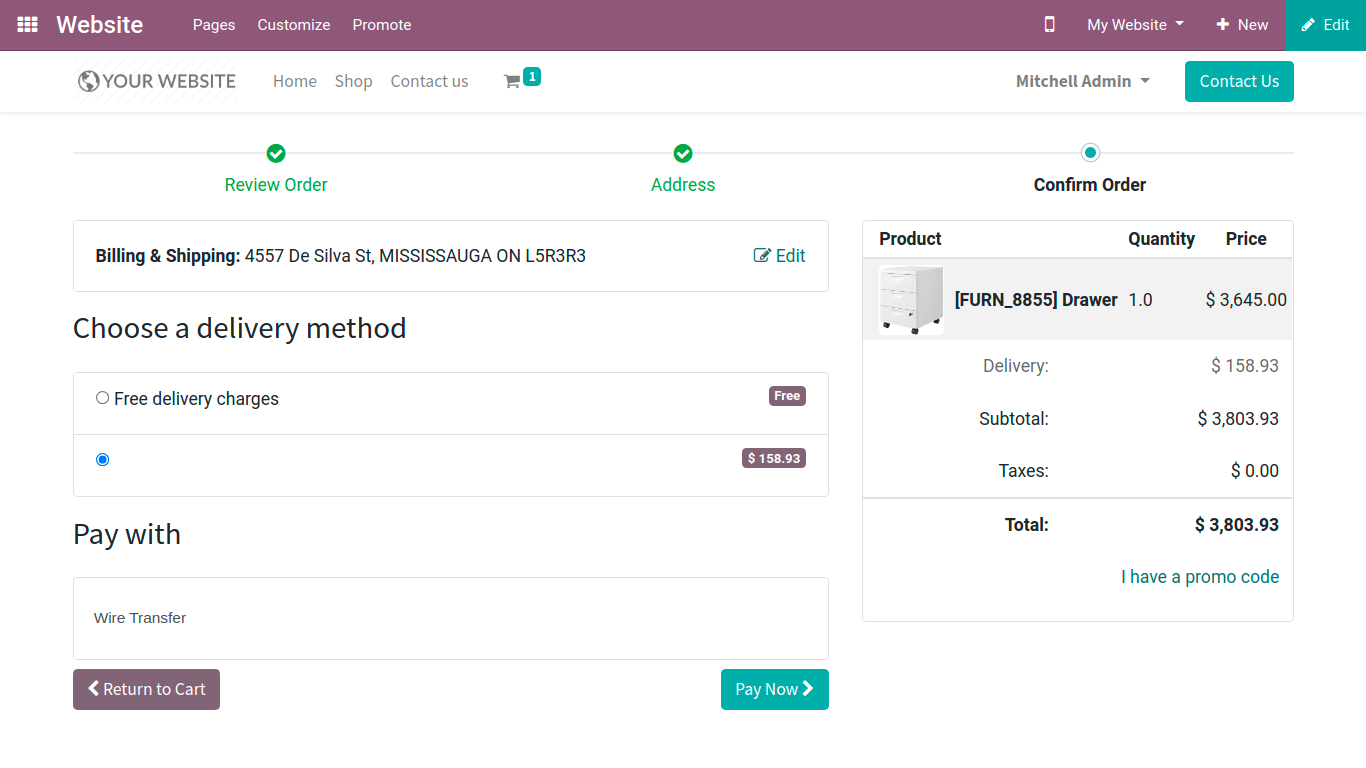 Website Pages Customize Promote My Website New Edit
YOUR WEBSITE Home Shop Contact us 1 Mitchell Admin Contact Us
Review Order Address Confirm Order
Billing & Shipping: 4557 De Silva St, MISSISSAUGA ON L5R3R3 Edit
Choose a delivery method
Free delivery charges Free
$ 158.93
Pay with
Wire Transfer
Return to Cart Pay Now
Product Quantity Price
[FURN_8855] Drawer 1.0 $ 3,645.00
Delivery: $ 158.93
Subtotal: $ 3,803.93
Taxes: $ 0.00
Total: $ 3,803.93
I have a promo code